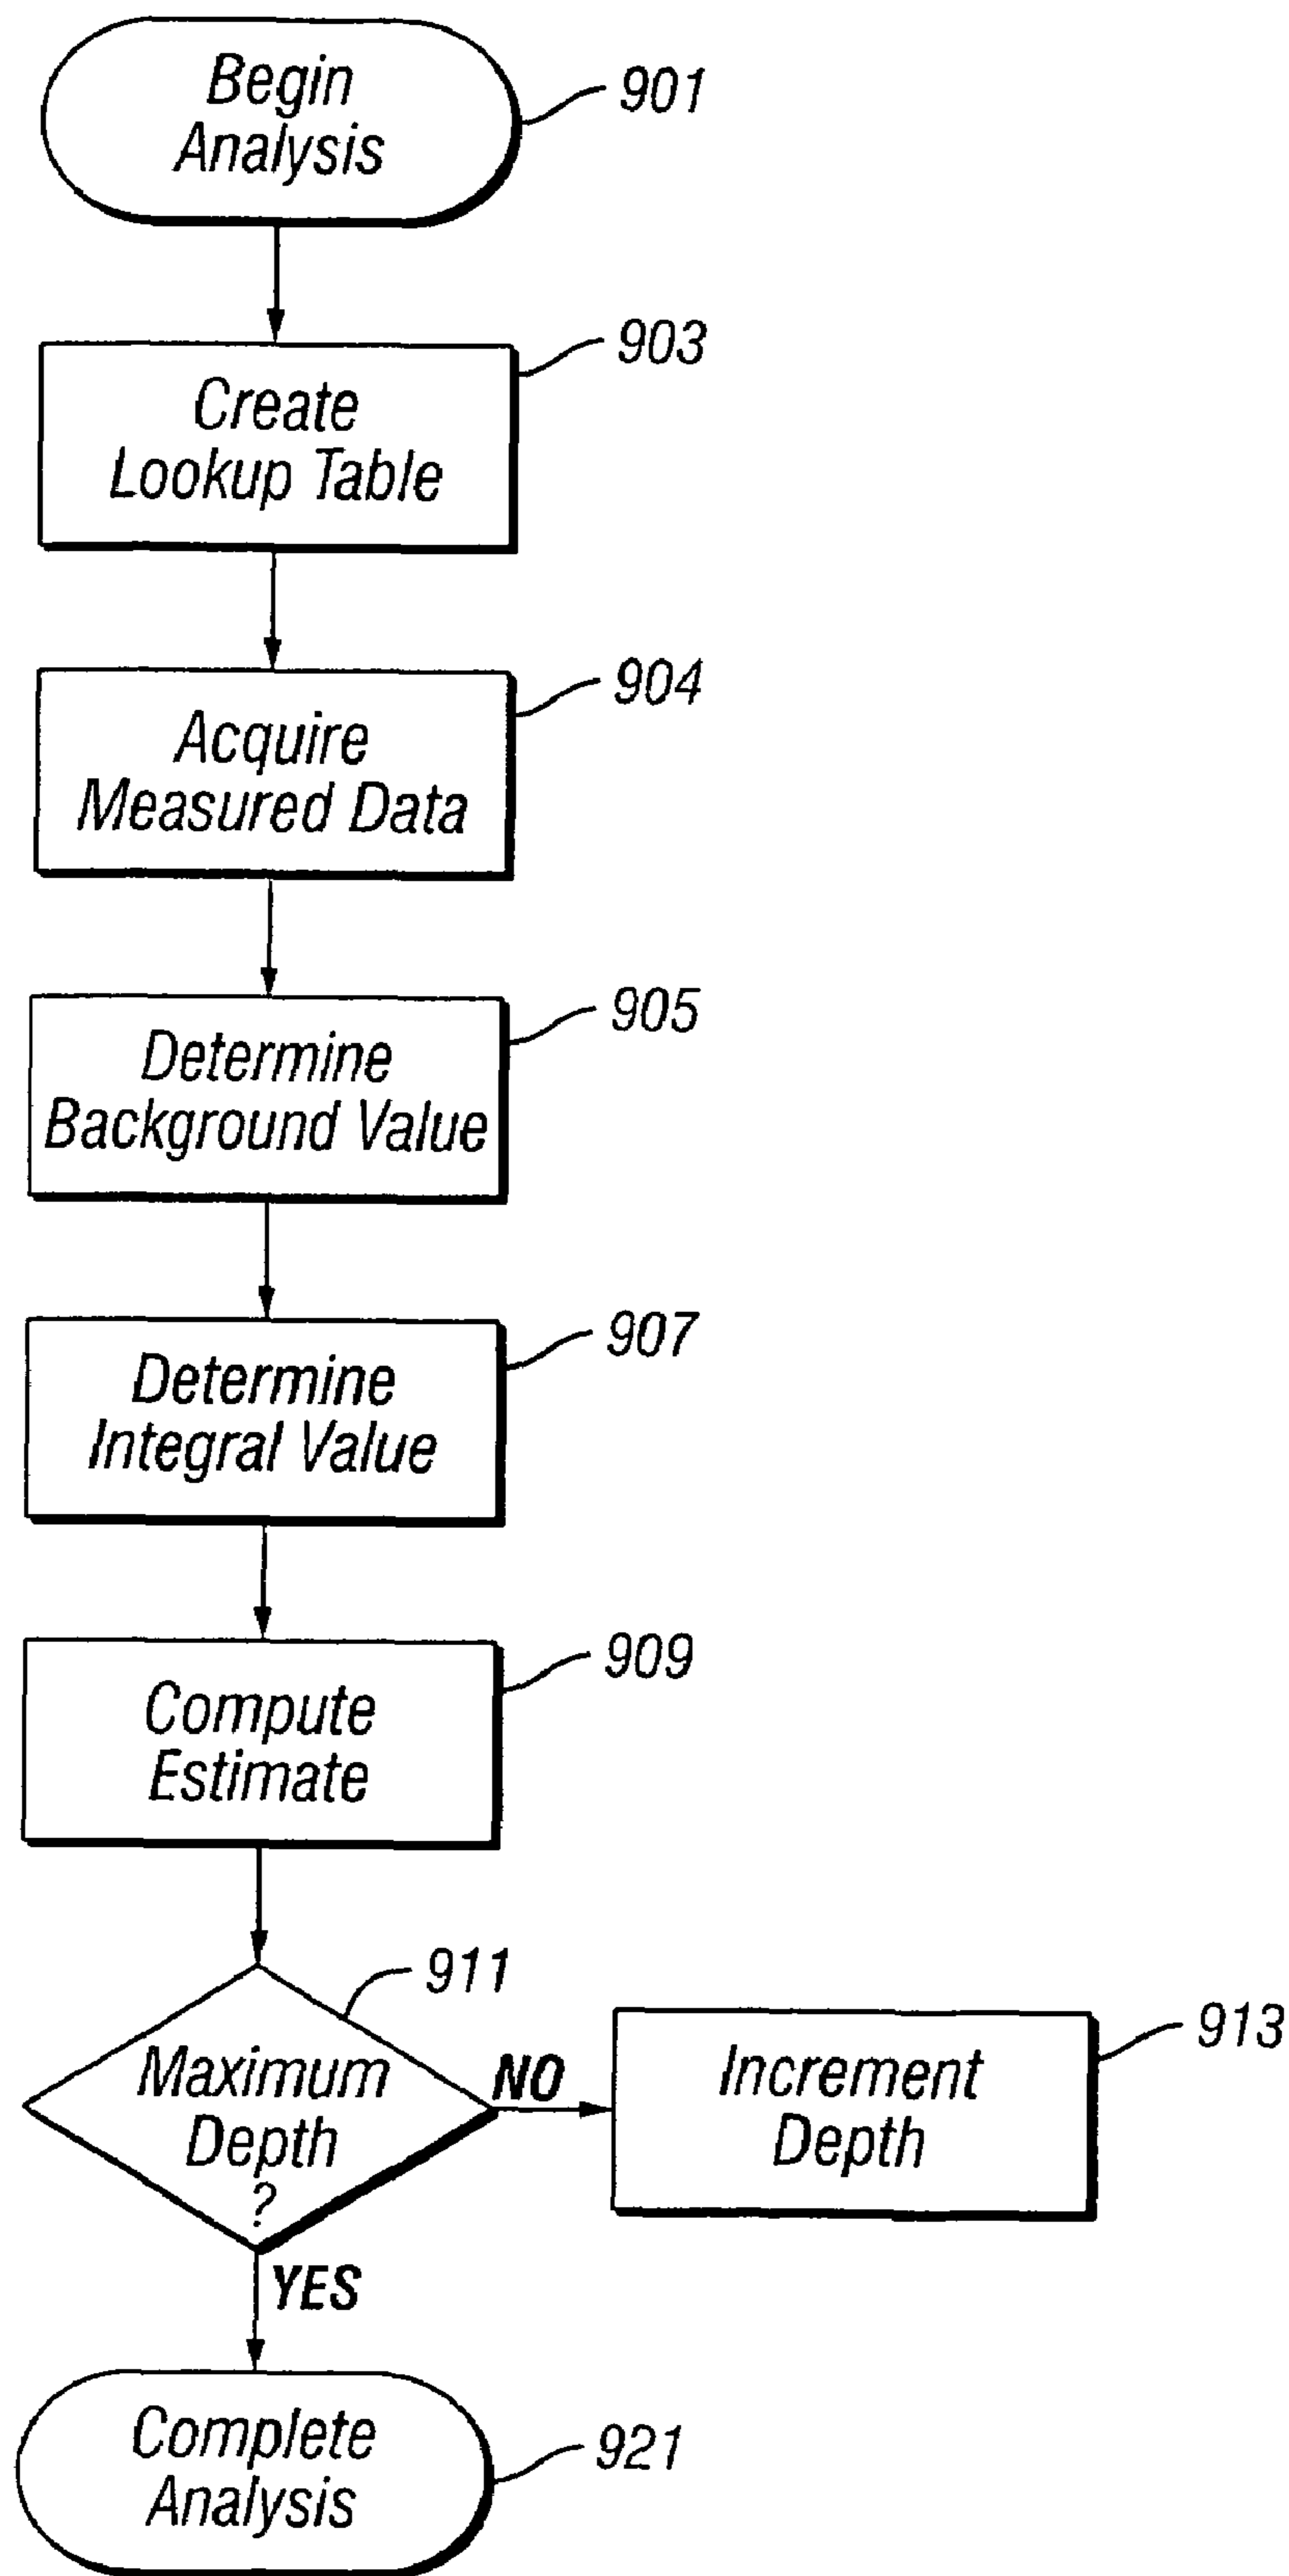 Begin
Analysis
901
Create
Lookup Table
903
Acquire
Measured Data
904
Determine
Background Value
905
Determine
Integral Value
907
Compute
Estimate
909
911
Maximum
Depth
?
NO
Increment
Depth
913
YES
Complete
Analysis
921